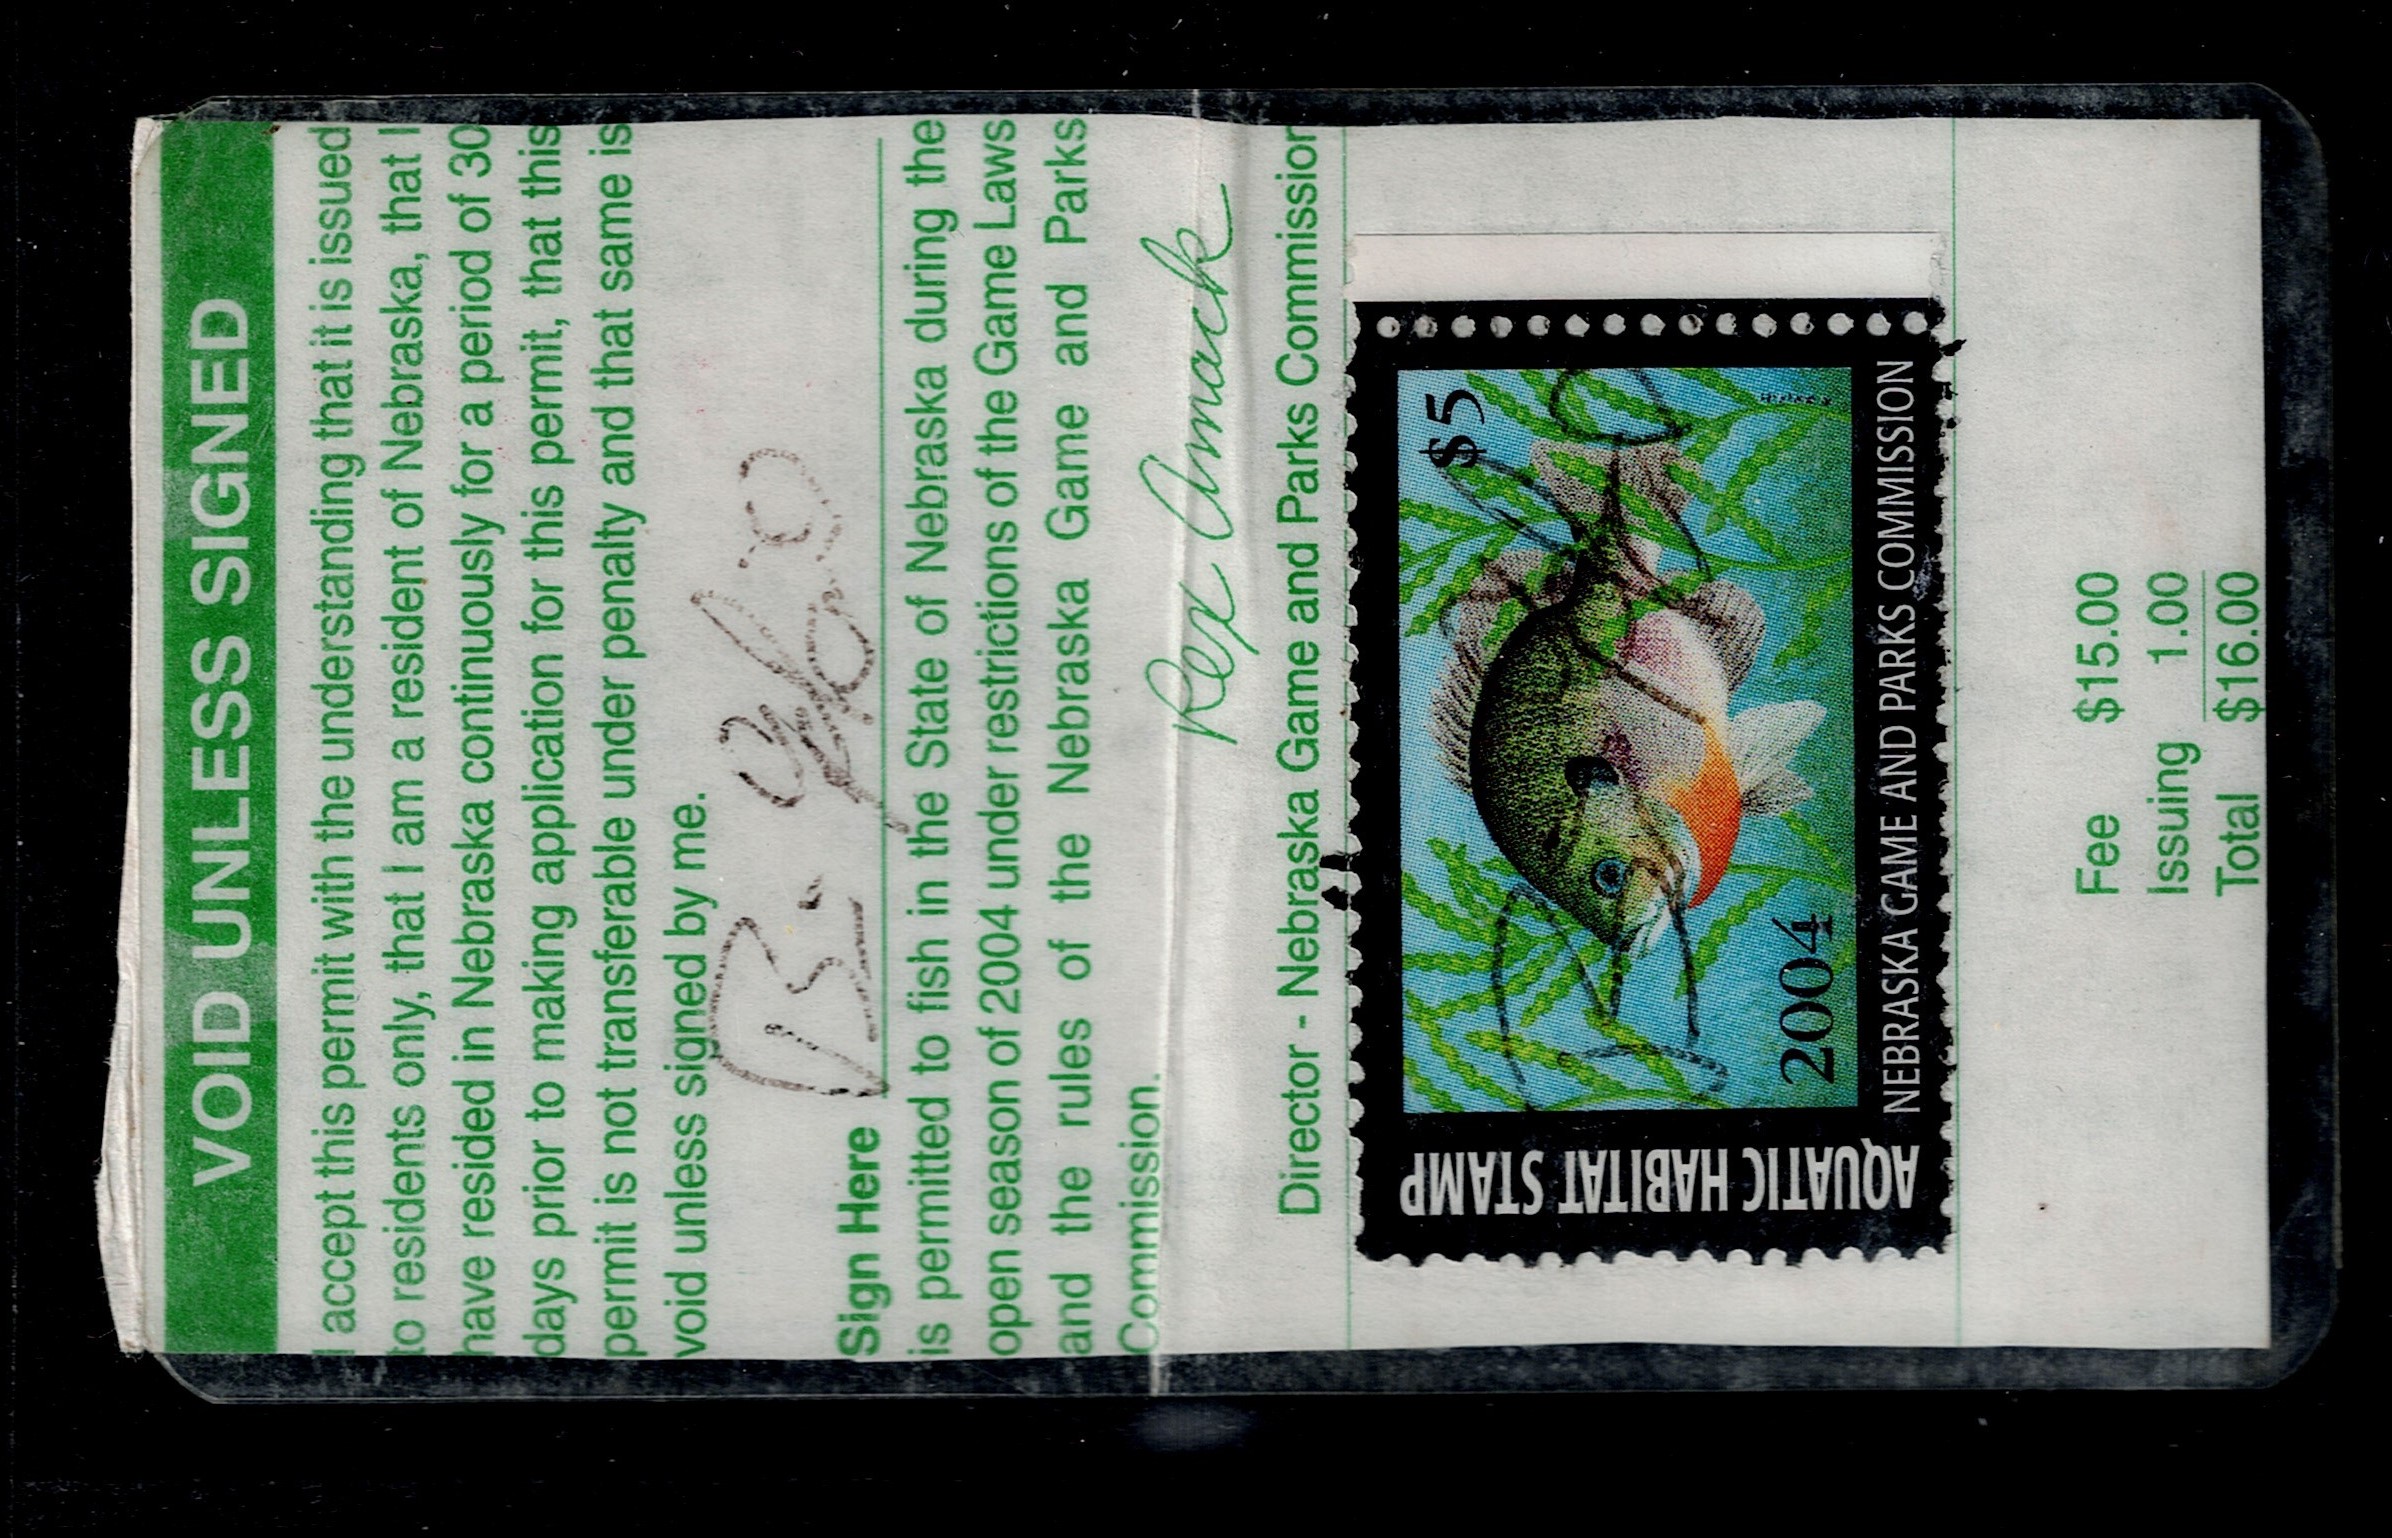 VOID UNLESS SIGNED
I accept this permit with the understanding that it is issued
to residents only, that I am a resident of Nebraska, that I
have resided in Nebraska continuously for a period of 30
days prior to making application for this permit, that this
permit is not transferable under penalty and that same is
void unless signed by me.
Sign Here
is permitted to fish in the State of Nebraska during the
open season of 2004 under restrictions of the Game Laws
and the rules of the Nebraska Game and Parks
Commission.
Rex Amack
Director - Nebraska Game and Parks Commission
AQUATIC HABITAT STAMP
$5
2004
NEBRASKA GAME AND PARKS COMMISSION
Fee $15.00
Issuing 1.00
Total $16.00